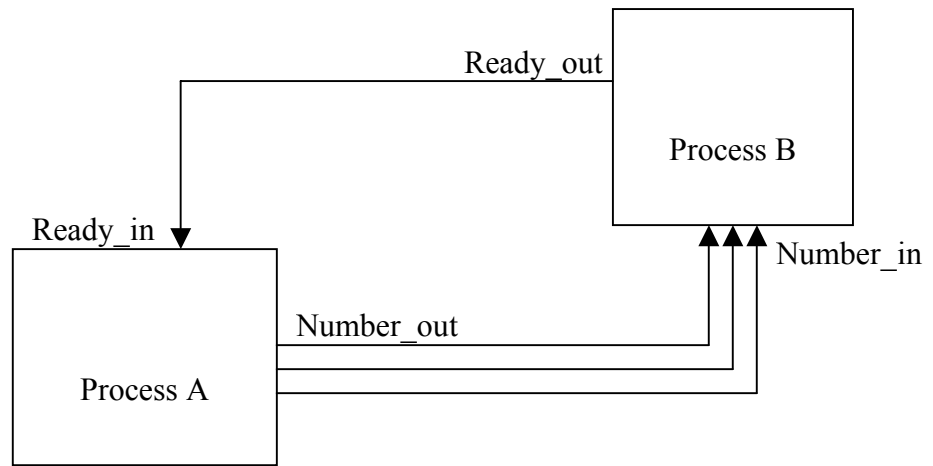 Ready_out
Process B
Ready_in
Number_in
Number_out
Process A